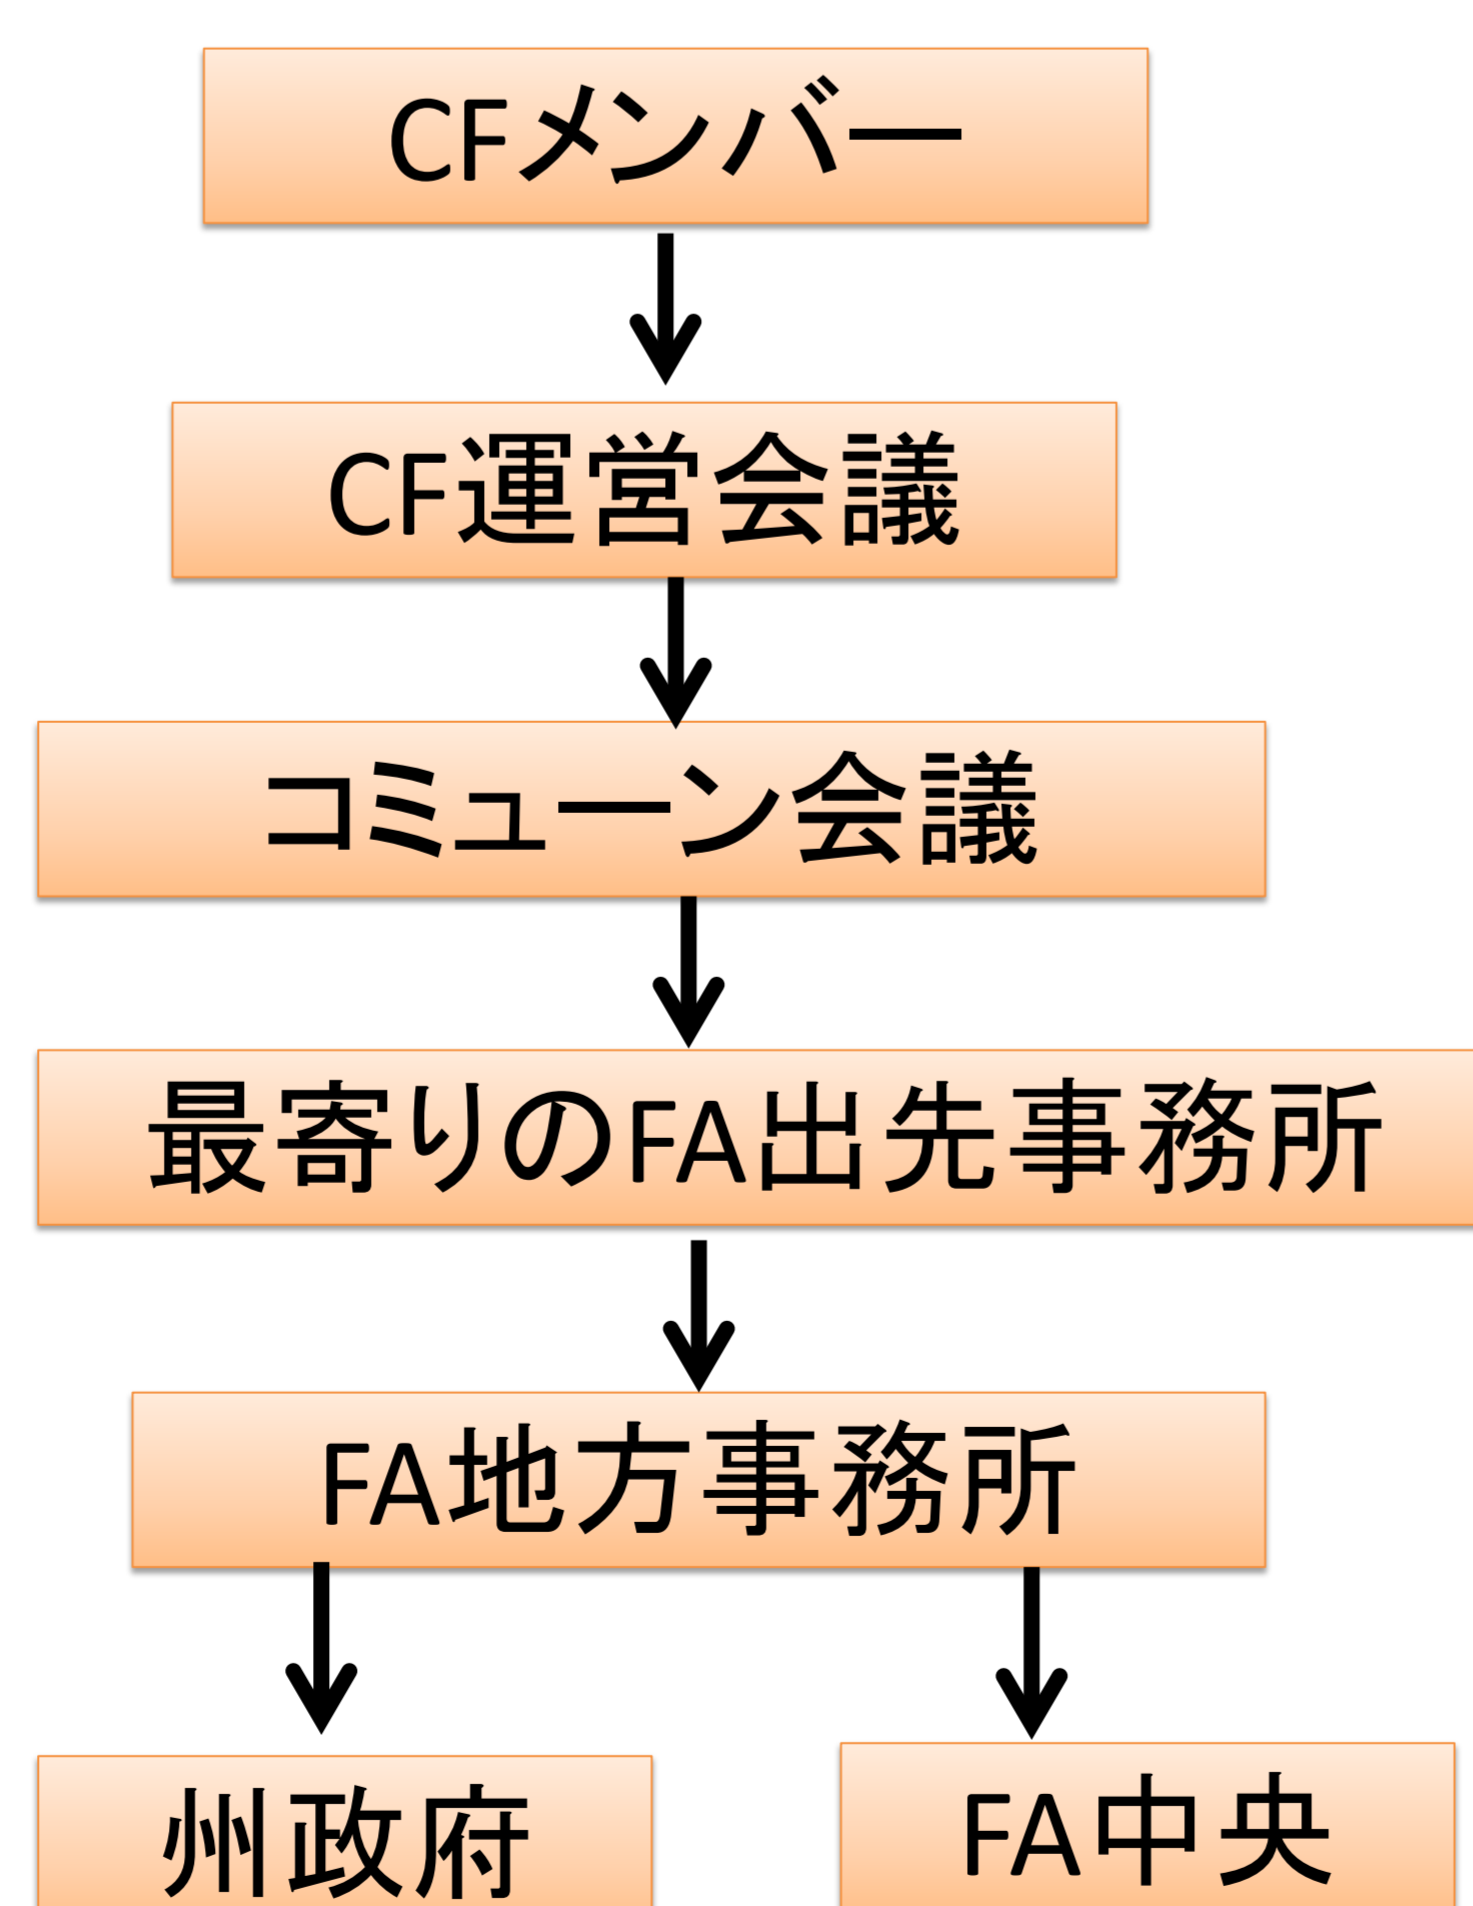 CFメンバー
CF運営会議
コミューン会議
最寄りのFA出先事務所
FA地方事務所
州政府
FA中央